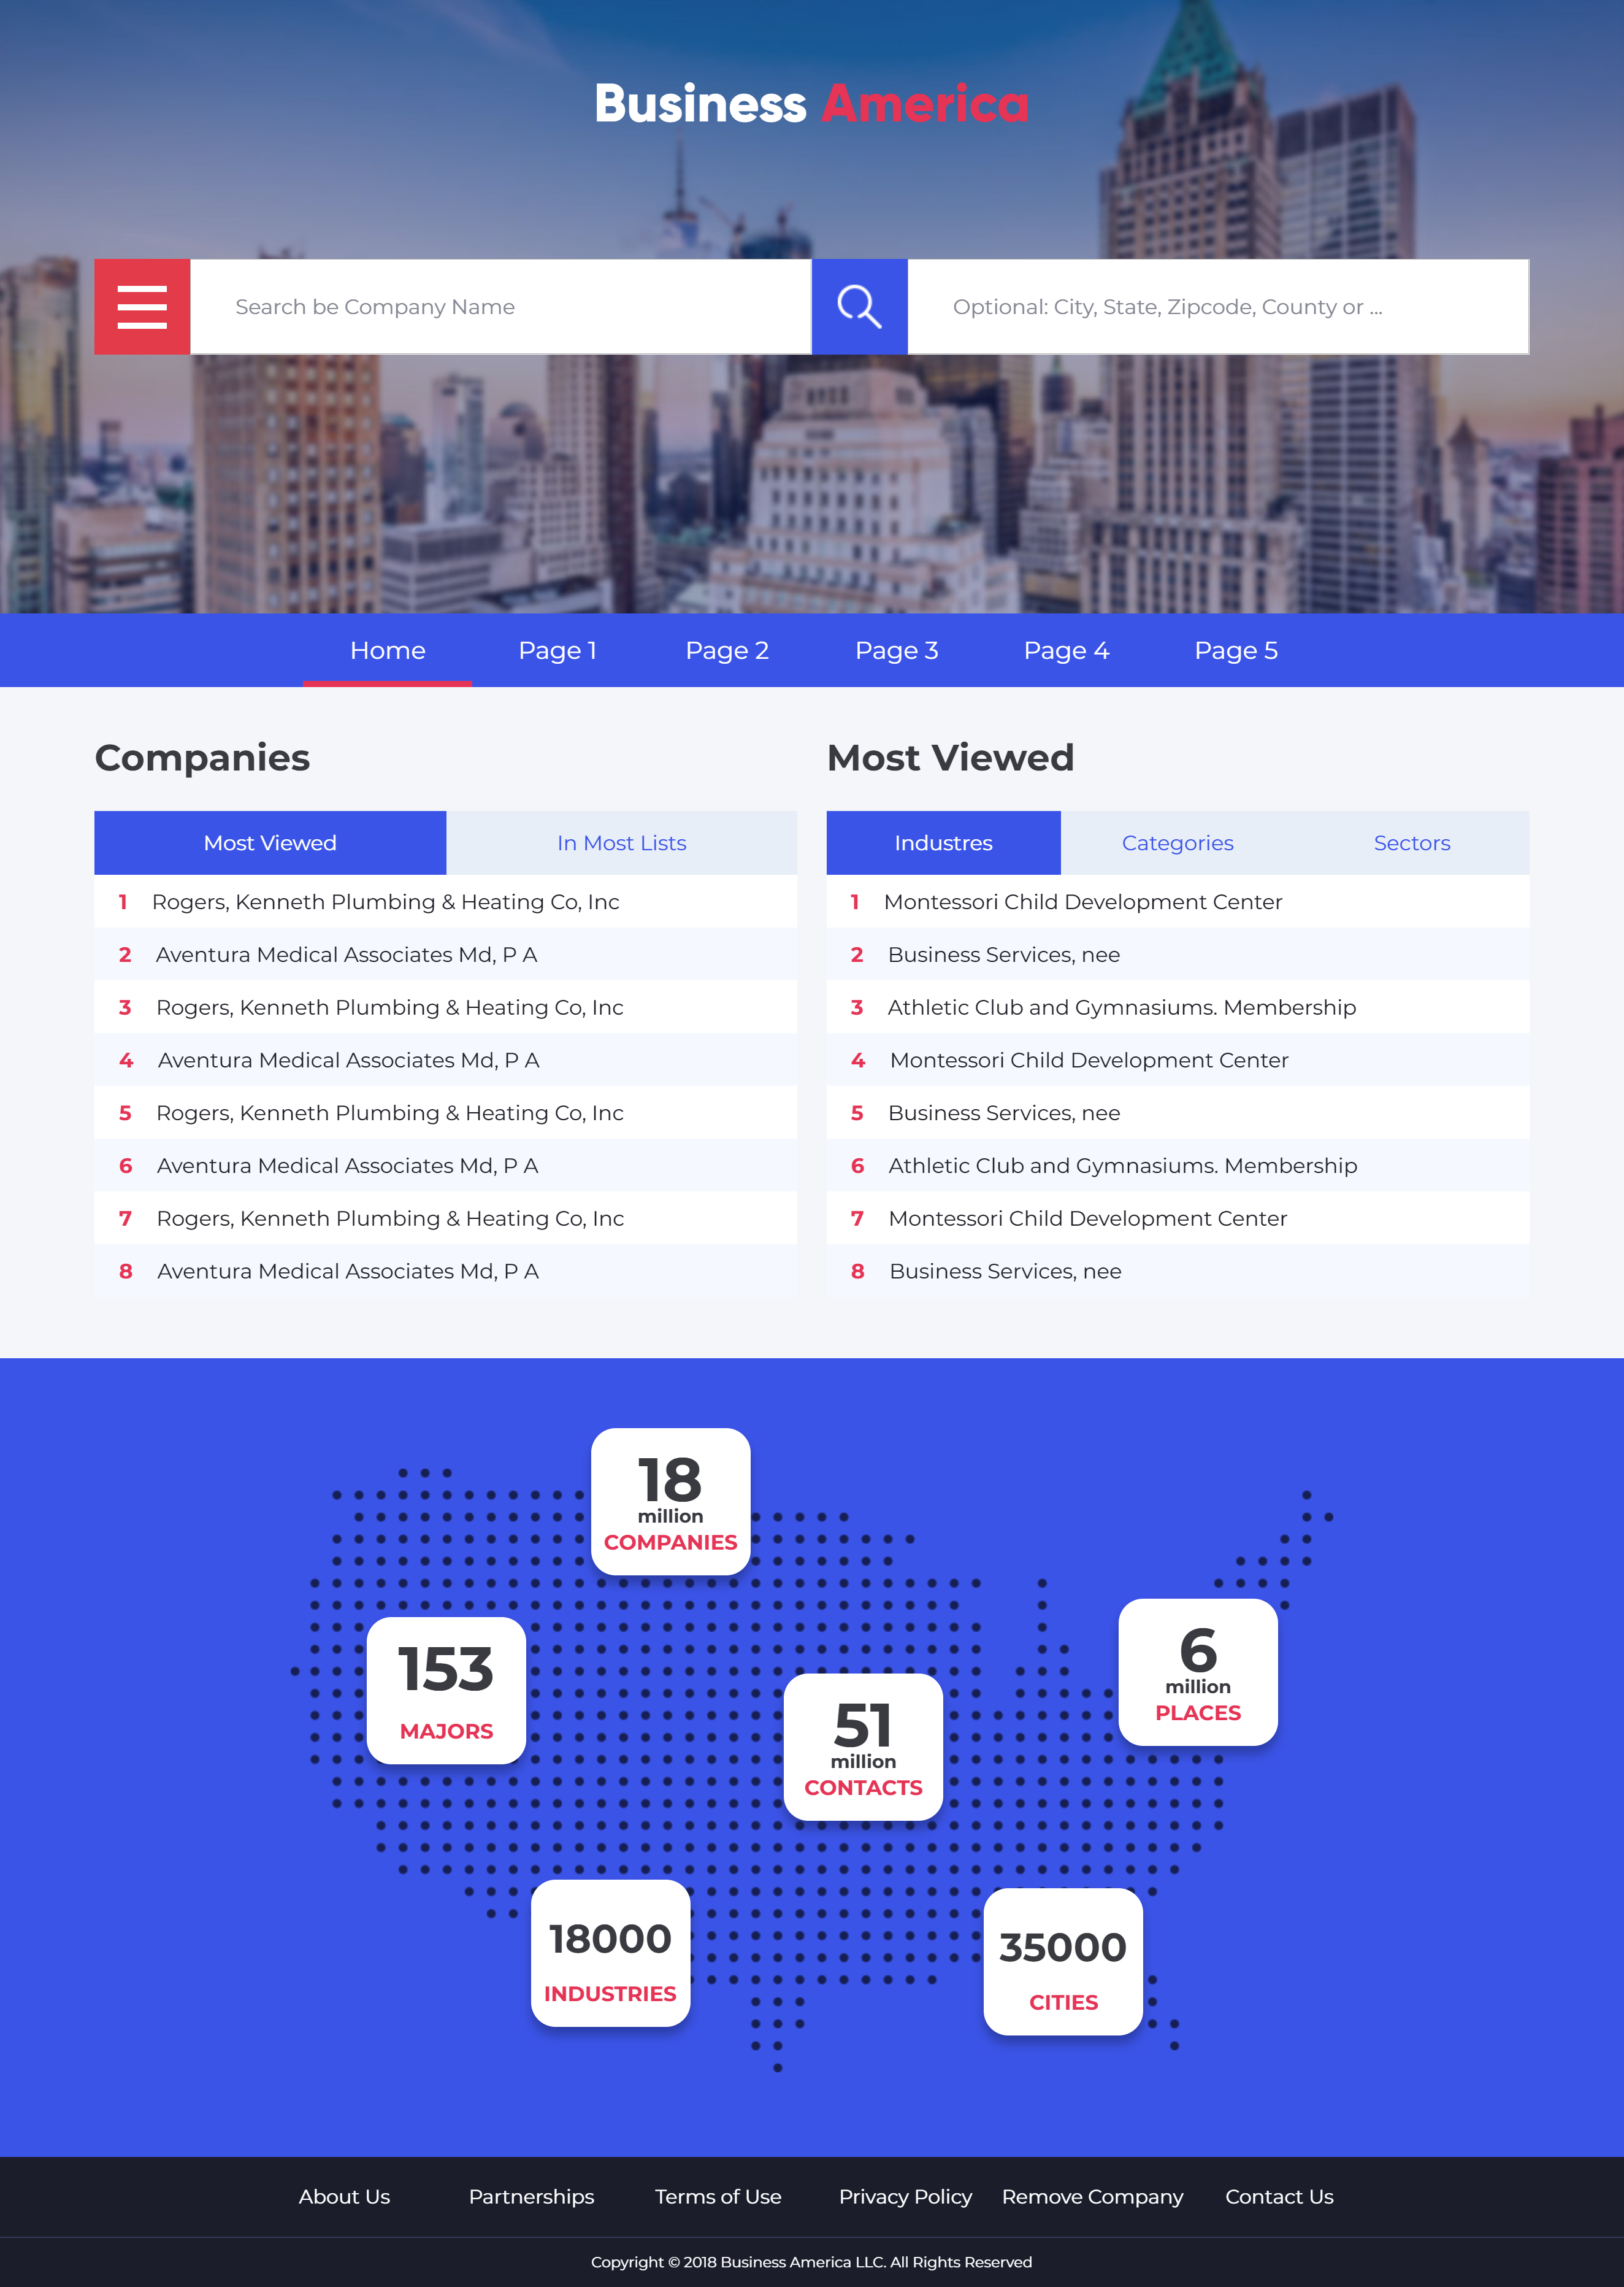 Business America
Search be Company Name
Optional: City, State, Zipcode, County or ...
Home Page 1 Page 2 Page 3 Page 4 Page 5
Companies
Most Viewed In Most Lists
1 Rogers, Kenneth Plumbing & Heating Co, Inc
2 Aventura Medical Associates Md, P A
3 Rogers, Kenneth Plumbing & Heating Co, Inc
4 Aventura Medical Associates Md, P A
5 Rogers, Kenneth Plumbing & Heating Co, Inc
6 Aventura Medical Associates Md, P A
7 Rogers, Kenneth Plumbing & Heating Co, Inc
8 Aventura Medical Associates Md, P A
Most Viewed
Industres Categories Sectors
1 Montessori Child Development Center
2 Business Services, nee
3 Athletic Club and Gymnasiums. Membership
4 Montessori Child Development Center
5 Business Services, nee
6 Athletic Club and Gymnasiums. Membership
7 Montessori Child Development Center
8 Business Services, nee
18
million
COMPANIES
153
MAJORS
6
million
PLACES
51
million
CONTACTS
18000
INDUSTRIES
35000
CITIES
About Us Partnerships Terms of Use Privacy Policy Remove Company Contact Us
Copyright © 2018 Business America LLC. All Rights Reserved